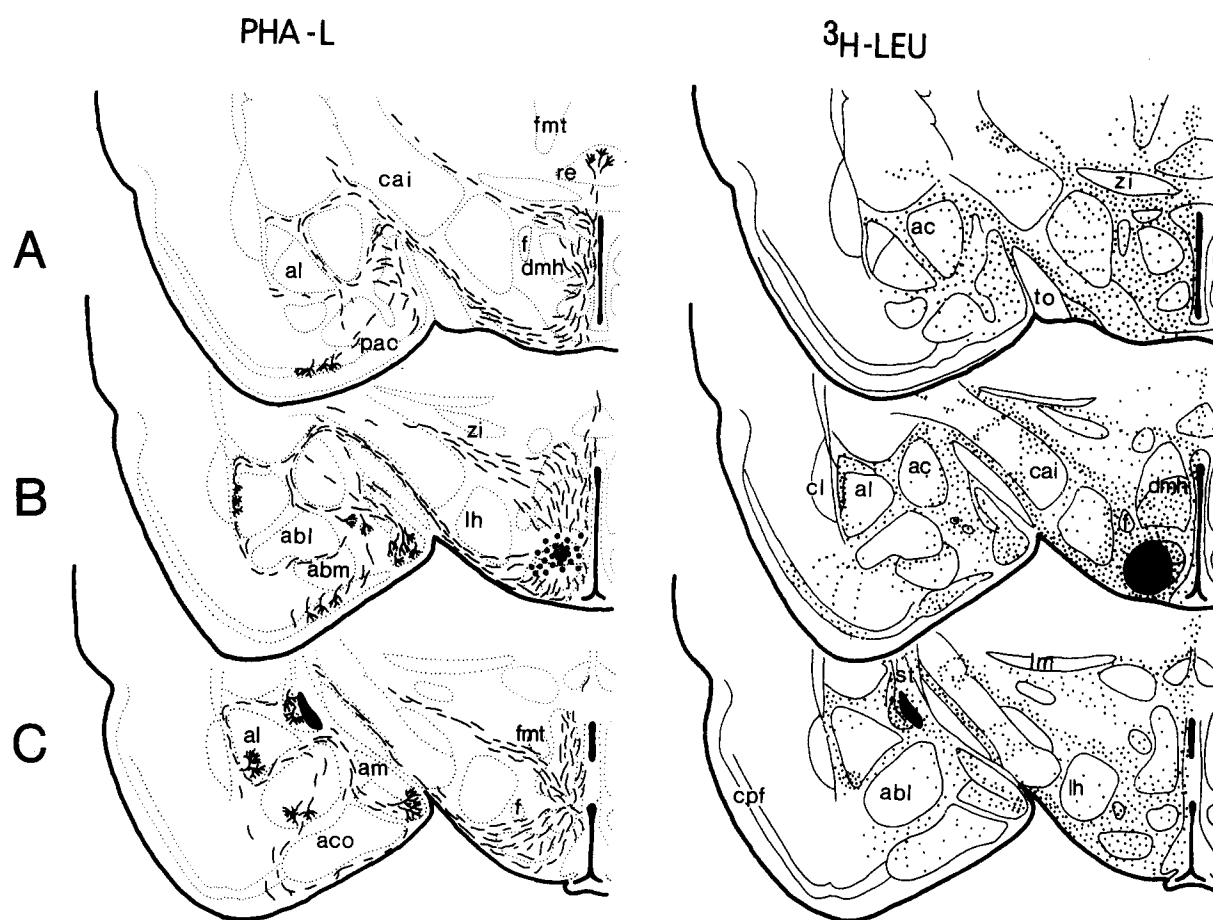 PHA-L
³H-LEU
A
fmt
re
cai
al
f
dmh
pac
zi
ac
to
B
zi
lh
abl
abm
cl
al
ac
cai
dmh
f
C
al
am
fmt
f
aco
st
lm
cpf
abl
lh
f